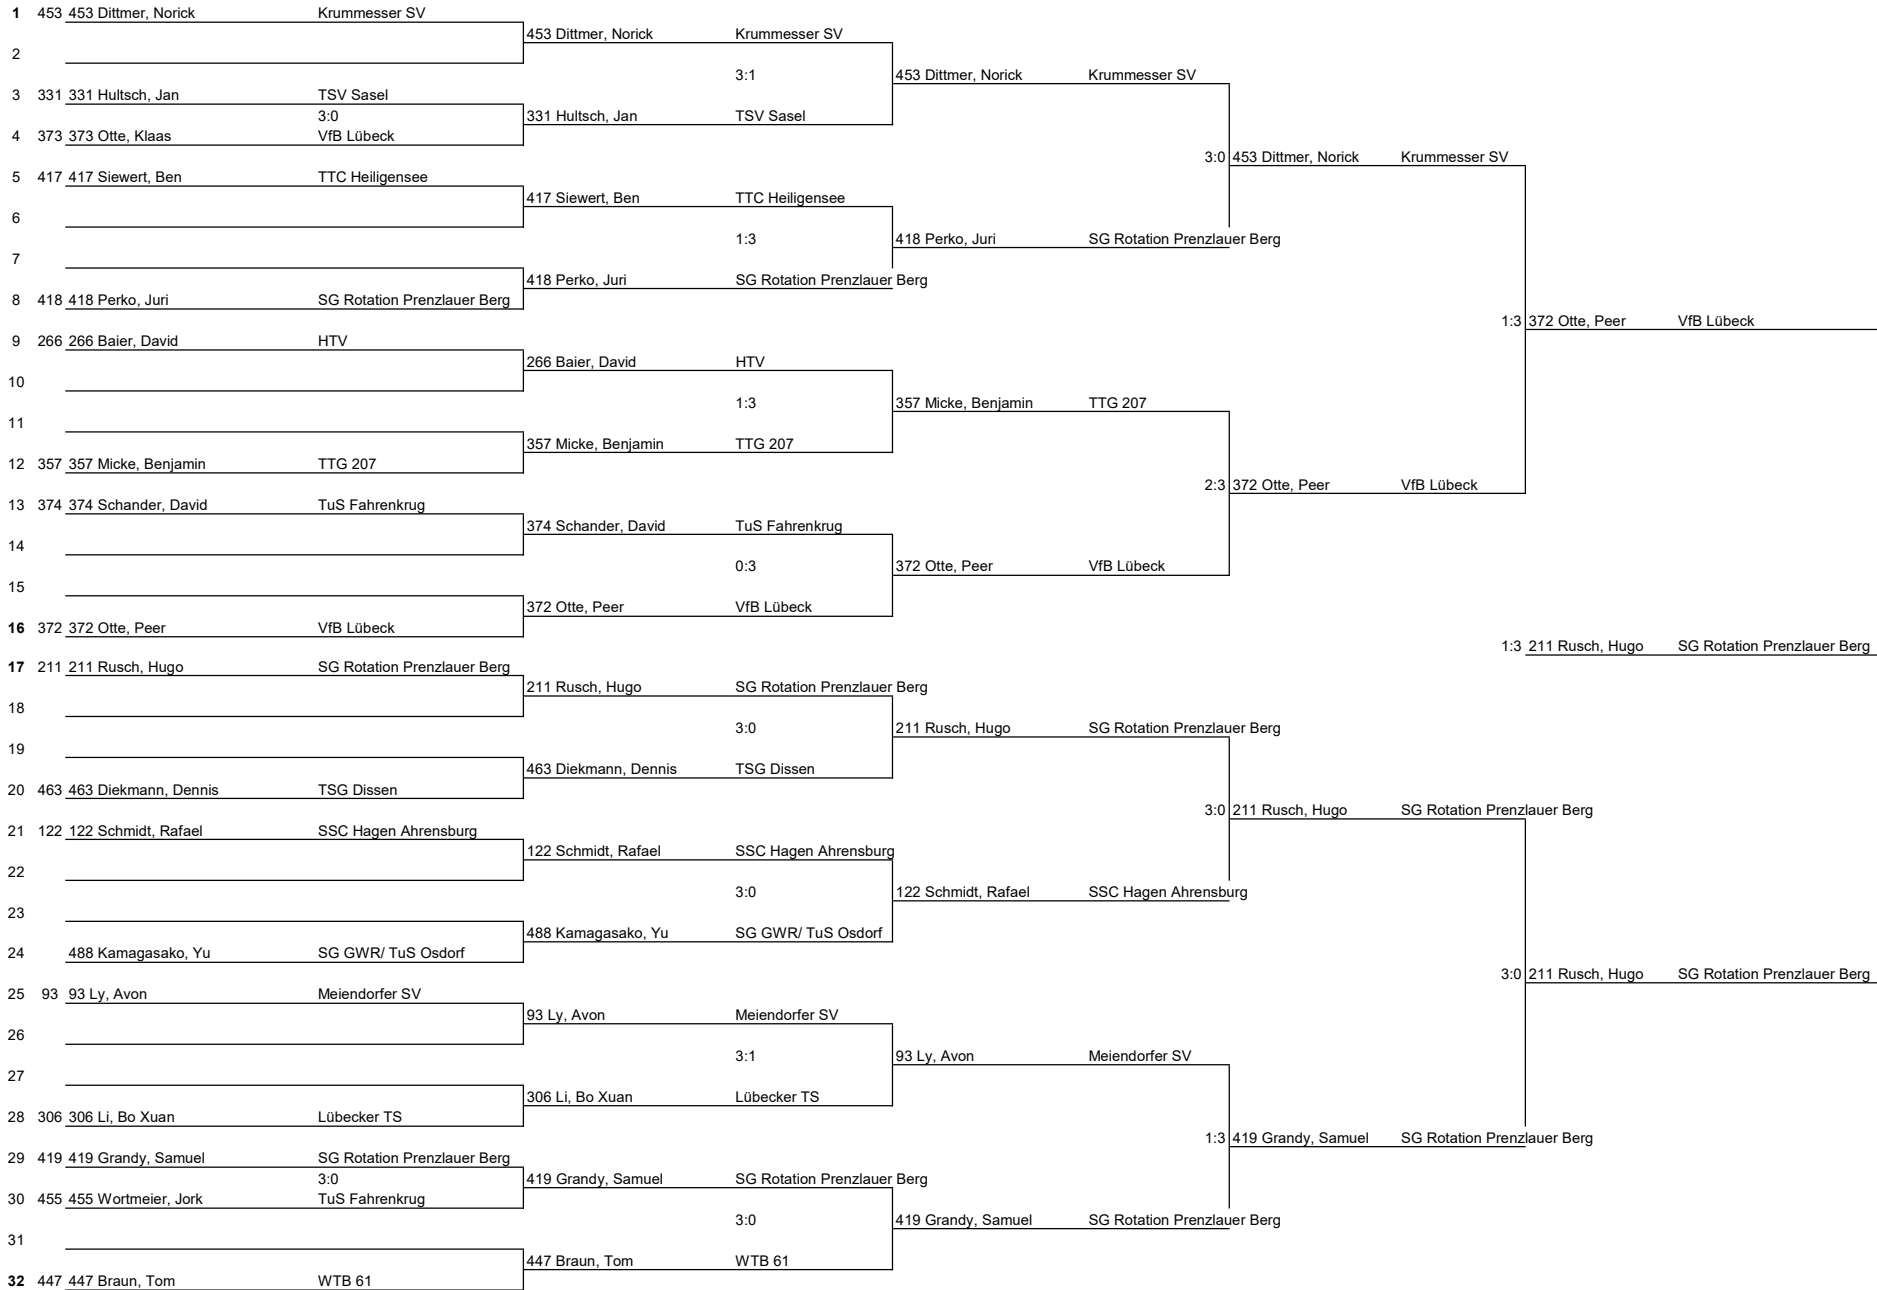 1 453 453 Dittmer, Norick Krummesser SV
453 Dittmer, Norick Krummesser SV
2
3:1 453 Dittmer, Norick Krummesser SV
3 331 331 Hultsch, Jan TSV Sasel
3:0 331 Hultsch, Jan TSV Sasel
4 373 373 Otte, Klaas VfB Lübeck
3:0 453 Dittmer, Norick Krummesser SV
5 417 417 Siewert, Ben TTC Heiligensee
417 Siewert, Ben TTC Heiligensee
6
1:3 418 Perko, Juri SG Rotation Prenzlauer Berg
7
418 Perko, Juri SG Rotation Prenzlauer Berg
8 418 418 Perko, Juri SG Rotation Prenzlauer Berg
1:3 372 Otte, Peer VfB Lübeck
9 266 266 Baier, David HTV
266 Baier, David HTV
10
1:3 357 Micke, Benjamin TTG 207
11
357 Micke, Benjamin TTG 207
12 357 357 Micke, Benjamin TTG 207
2:3 372 Otte, Peer VfB Lübeck
13 374 374 Schander, David TuS Fahrenkrug
374 Schander, David TuS Fahrenkrug
14
0:3 372 Otte, Peer VfB Lübeck
15
372 Otte, Peer VfB Lübeck
16 372 372 Otte, Peer VfB Lübeck
1:3 211 Rusch, Hugo SG Rotation Prenzlauer Berg
17 211 211 Rusch, Hugo SG Rotation Prenzlauer Berg
211 Rusch, Hugo SG Rotation Prenzlauer Berg
18
3:0 211 Rusch, Hugo SG Rotation Prenzlauer Berg
19
463 Diekmann, Dennis TSG Dissen
20 463 463 Diekmann, Dennis TSG Dissen
3:0 211 Rusch, Hugo SG Rotation Prenzlauer Berg
21 122 122 Schmidt, Rafael SSC Hagen Ahrensburg
122 Schmidt, Rafael SSC Hagen Ahrensburg
22
3:0 122 Schmidt, Rafael SSC Hagen Ahrensburg
23
488 Kamagasako, Yu SG GWR/ TuS Osdorf
24 488 Kamagasako, Yu SG GWR/ TuS Osdorf
3:0 211 Rusch, Hugo SG Rotation Prenzlauer Berg
25 93 93 Ly, Avon Meiendorfer SV
93 Ly, Avon Meiendorfer SV
26
3:1 93 Ly, Avon Meiendorfer SV
27
306 Li, Bo Xuan Lübecker TS
28 306 306 Li, Bo Xuan Lübecker TS
1:3 419 Grandy, Samuel SG Rotation Prenzlauer Berg
29 419 419 Grandy, Samuel SG Rotation Prenzlauer Berg
3:0 419 Grandy, Samuel SG Rotation Prenzlauer Berg
30 455 455 Wortmeier, Jork TuS Fahrenkrug
3:0 419 Grandy, Samuel SG Rotation Prenzlauer Berg
31
447 Braun, Tom WTB 61
32 447 447 Braun, Tom WTB 61